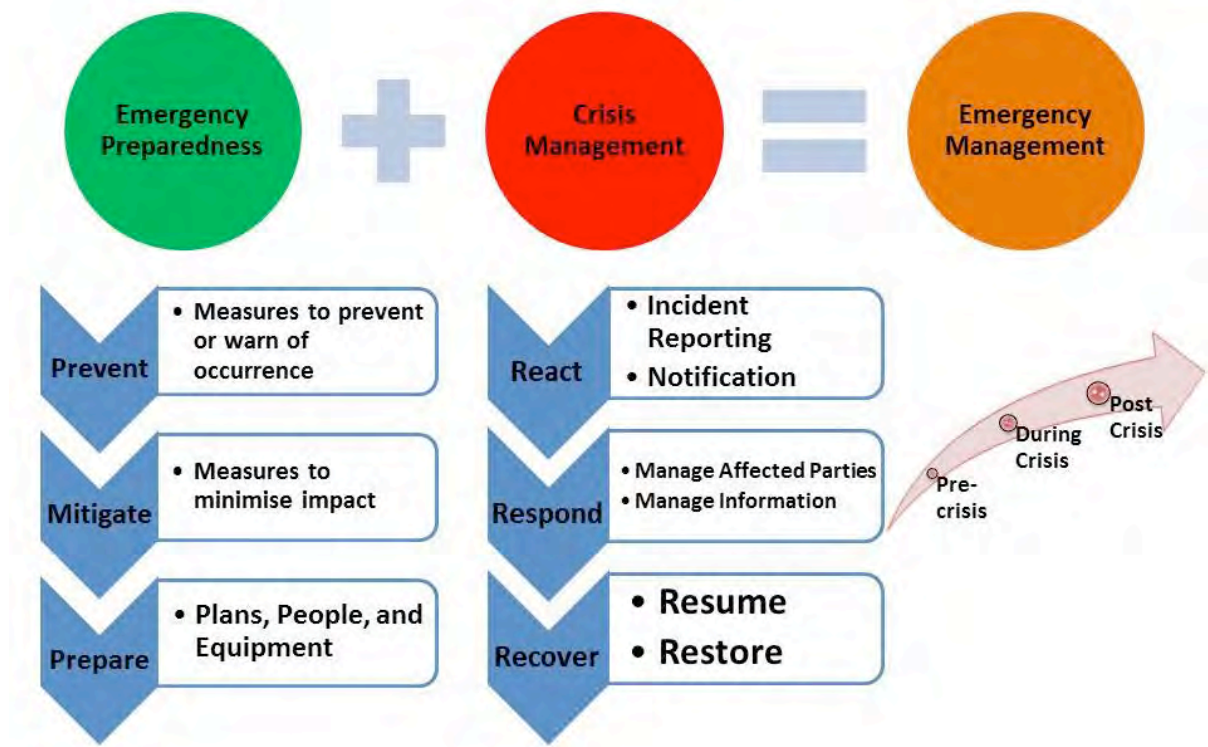 Emergency
Preparedness
Crisis
Management
Emergency
Management
Prevent
• Measures to prevent
or warn of
occurrence
Mitigate
• Measures to
minimise impact
Prepare
• Plans, People, and
Equipment
React
• Incident
Reporting
• Notification
Respond
• Manage Affected Parties
• Manage Information
Recover
• Resume
• Restore
Pre-
crisis
During
Crisis
Post
Crisis